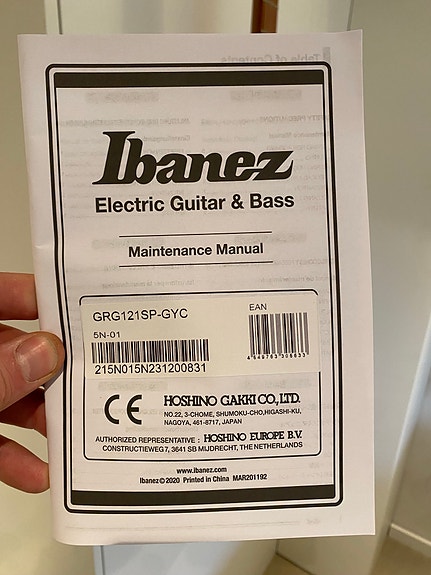 Ibanez
Electric Guitar & Bass
Maintenance Manual
GRG121SP-GYC
EAN
5N-01
215N015N231200831
HOSHINO GAKKI CO., LTD.
NO.22, 3-CHOME, SHUMOKU-CHO,HIGASHI-KU,
NAGOYA, 461-8717, JAPAN
AUTHORIZED REPRESENTATIVE : HOSHINO EUROPE B.V.
CONSTRUCTIEWEG 7, 3641 SB MIJDRECHT, THE NETHERLANDS
www.ibanez.com
Ibanez © 2020 Printed in China MAR201192